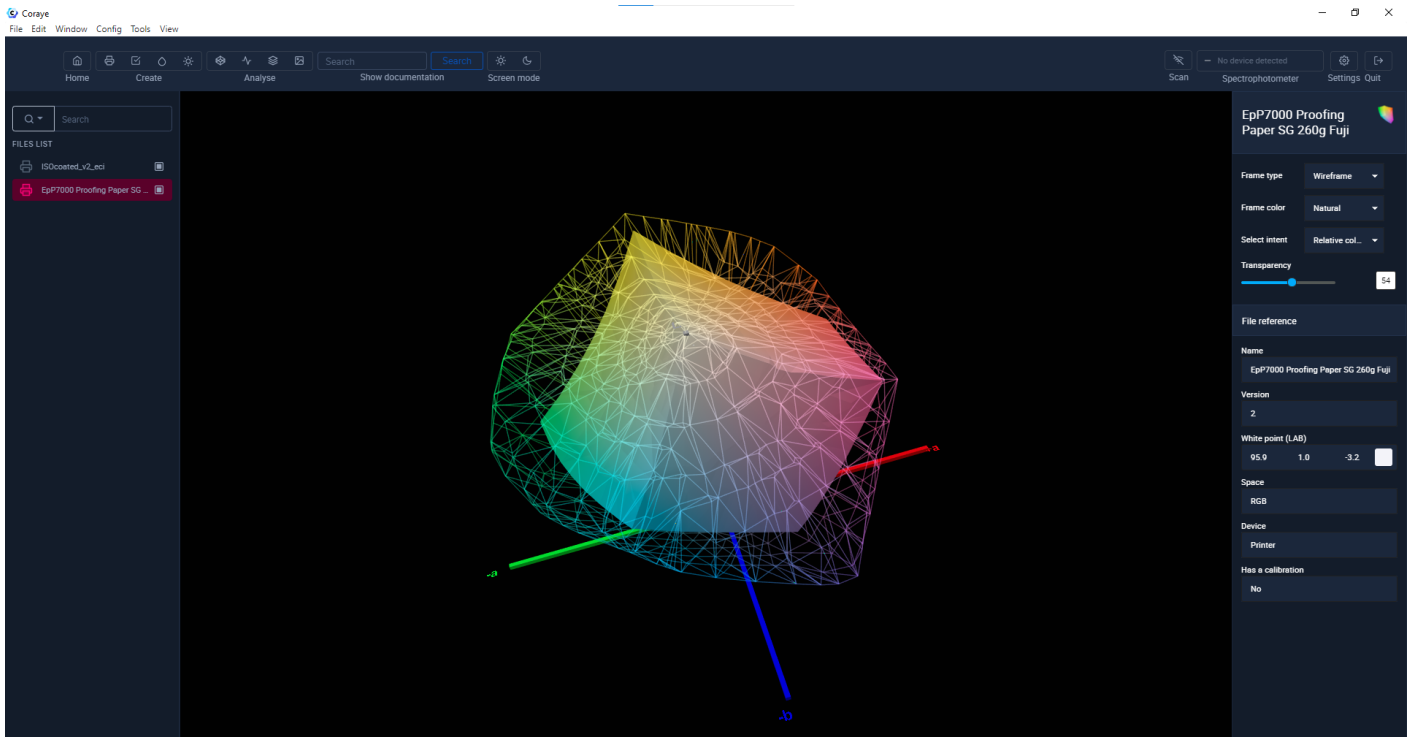 Coraye
File Edit Window Config Tools View
Search Search
No device detected
Home Create Analyse Show documentation Screen mode Scan Spectrophotometer Settings Quit
Search
FILES LIST
ISOcoated_v2_eci
EpP7000 Proofing Paper SG ...
-a
a
-b
EpP7000 Proofing
Paper SG 260g Fuji
Frame type Wireframe
Frame color Natural
Select intent Relative col...
Transparency
54
File reference
Name
EpP7000 Proofing Paper SG 260g Fuji
Version
2
White point (LAB)
95.9 1.0 -3.2
Space
RGB
Device
Printer
Has a calibration
No